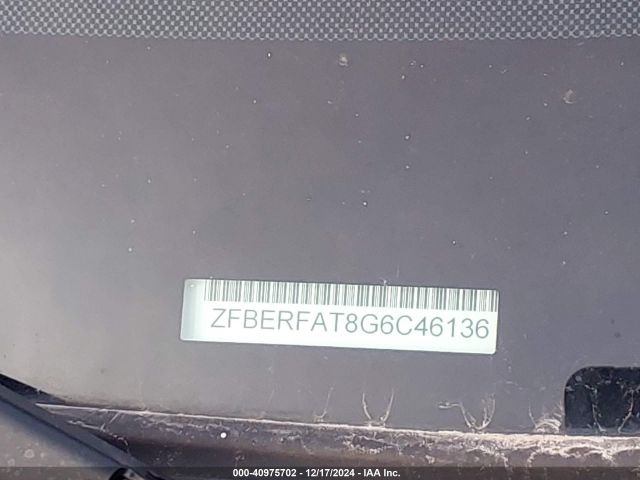 ZFBERFAT8G6C46136
000-40975702 - 12/17/2024 - IAA Inc.